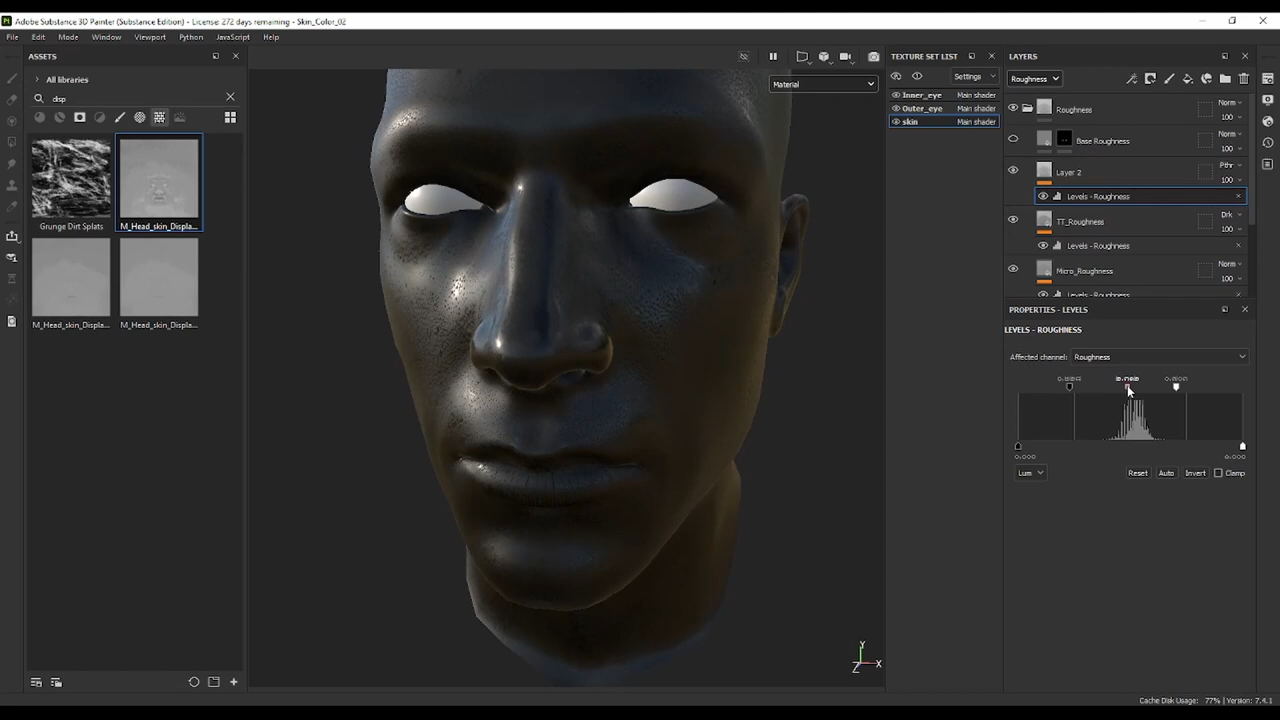 Adobe Substance 3D Painter (Substance Edition) - License: 272 days remaining - Skin_Color_02
File Edit Mode Window Viewport Python JavaScript Help
ASSETS
All libraries
disp
Grunge Dirt Splats
M_Head_skin_Displa...
M_Head_skin_Displa...
M_Head_skin_Displa...
Material
Y
Z
X
TEXTURE SET LIST
Settings
Inner_eye Main shader
Outer_eye Main shader
skin Main shader
LAYERS
Roughness
Roughness Norm 100
Base Roughness Norm 100
Layer 2 Pthr 100
Levels - Roughness
TT_Roughness Drk 100
Levels - Roughness
Micro_Roughness Norm 100
Levels - Roughness
PROPERTIES - LEVELS
LEVELS - ROUGHNESS
Affected channel: Roughness
Lum Reset Auto Invert Clamp
Cache Disk Usage: 77% | Version: 7.4.1